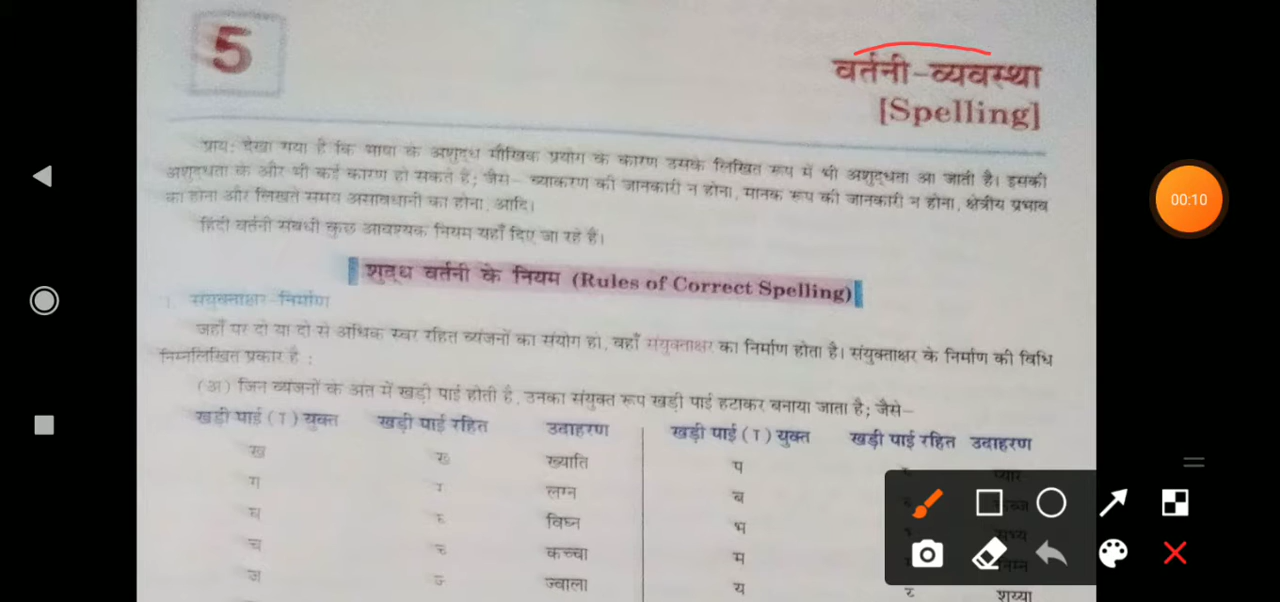 5
वर्तनी-व्यवस्था
[Spelling]
प्राय: देखा गया है कि भाषा के अशुद्ध मौखिक प्रयोग के कारण उसके लिखित रूप में भी अशुद्धता आ जाती है। इसकी
अशुद्धता के और भी कई कारण हो सकते हैं; जैसे– व्याकरण की जानकारी न होना, मानक रूप की जानकारी न होना, क्षेत्रीय प्रभाव
का होना और लिखते समय असावधानी का होना, आदि।
हिंदी वर्तनी संबंधी कुछ आवश्यक नियम यहाँ दिए जा रहे हैं।
शुद्ध वर्तनी के नियम (Rules of Correct Spelling)
। संयुक्ताक्षर-निर्माण
जहाँ पर दो या दो से अधिक स्वर रहित व्यंजनों का संयोग हो, वहाँ संयुक्ताक्षर का निर्माण होता है। संयुक्ताक्षर के निर्माण की विधि
निम्नलिखित प्रकार है :
(अ) जिन व्यंजनों के अंत में खड़ी पाई होती है, उनका संयुक्त रूप खड़ी पाई हटाकर बनाया जाता है; जैसे–
खड़ी पाई (ा) युक्त खड़ी पाई रहित उदाहरण खड़ी पाई (ा) युक्त खड़ी पाई रहित उदाहरण
ख ख् ख्याति प
ग ग् लग्न ब
घ घ् विघ्न भ
च च् कच्चा म
ज ज् ज्वाला य शय्या
00:10